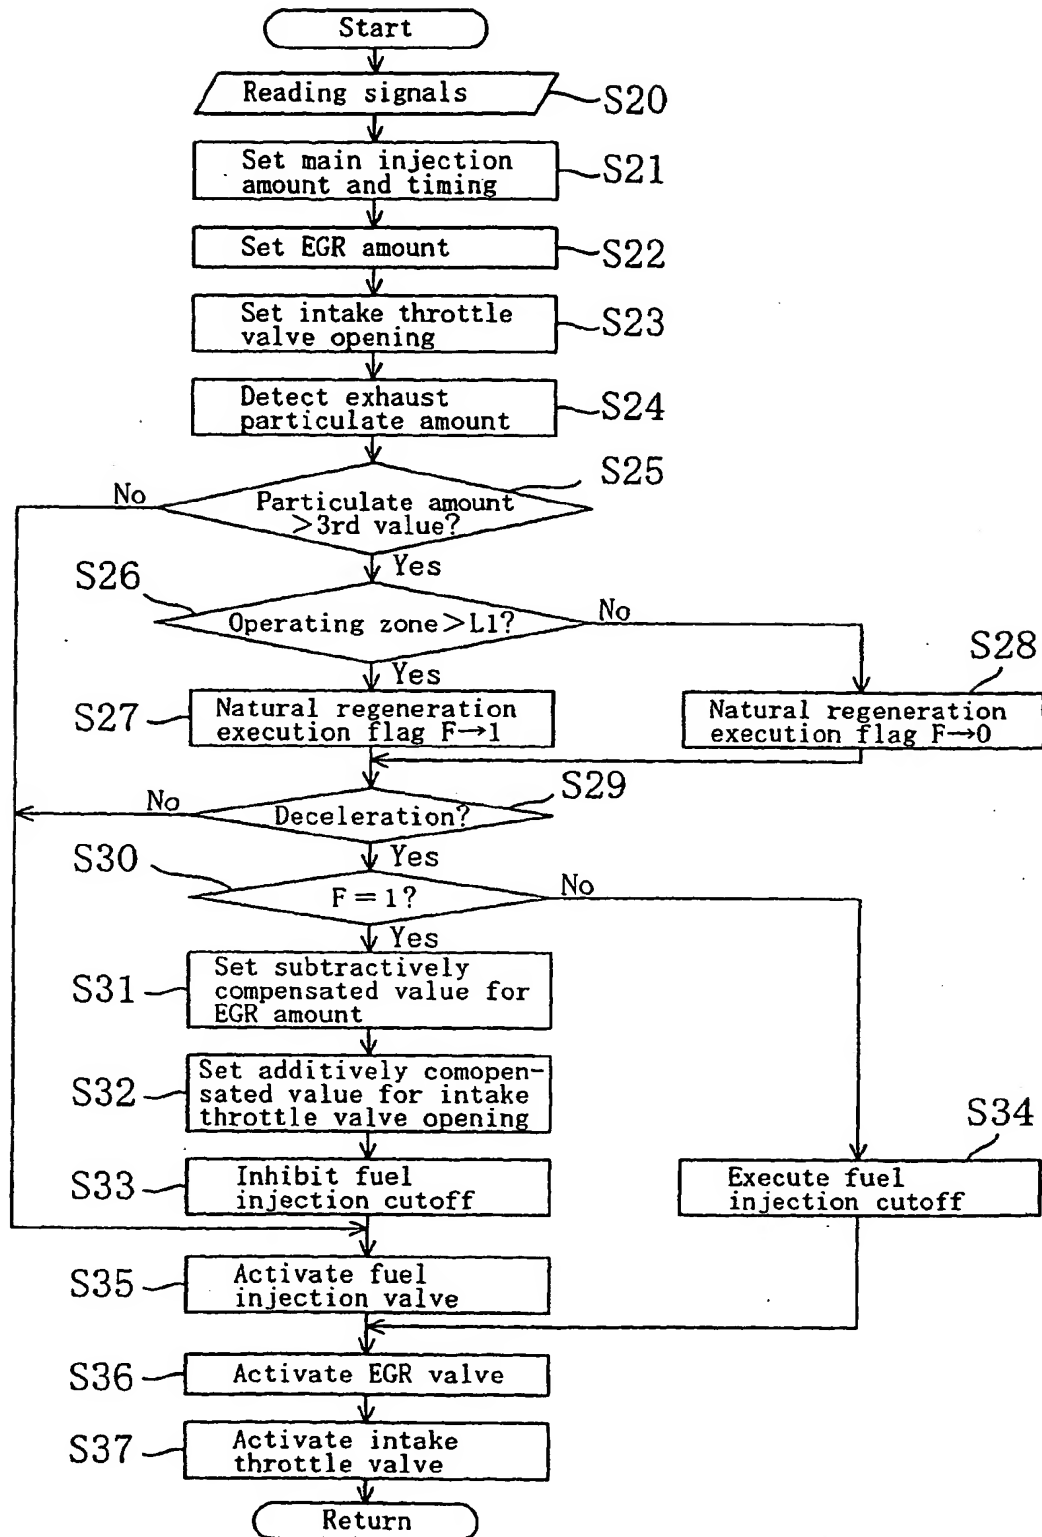 Start
Reading signals
S20
Set main injection
amount and timing
S21
Set EGR amount
S22
Set intake throttle
valve opening
S23
Detect exhaust
particulate amount
S24
S25
No
Particulate amount
>3rd value?
Yes
S26
Operating zone>L1?
No
Yes
S28
S27
Natural regeneration
execution flag F→1
Natural regeneration
execution flag F→0
S29
No
Deceleration?
Yes
S30
F=1?
No
Yes
S31
Set subtractively
compensated value for
EGR amount
S32
Set additively comopen-
sated value for intake
throttle valve opening
S34
S33
Inhibit fuel
injection cutoff
Execute fuel
injection cutoff
S35
Activate fuel
injection valve
S36
Activate EGR valve
S37
Activate intake
throttle valve
Return